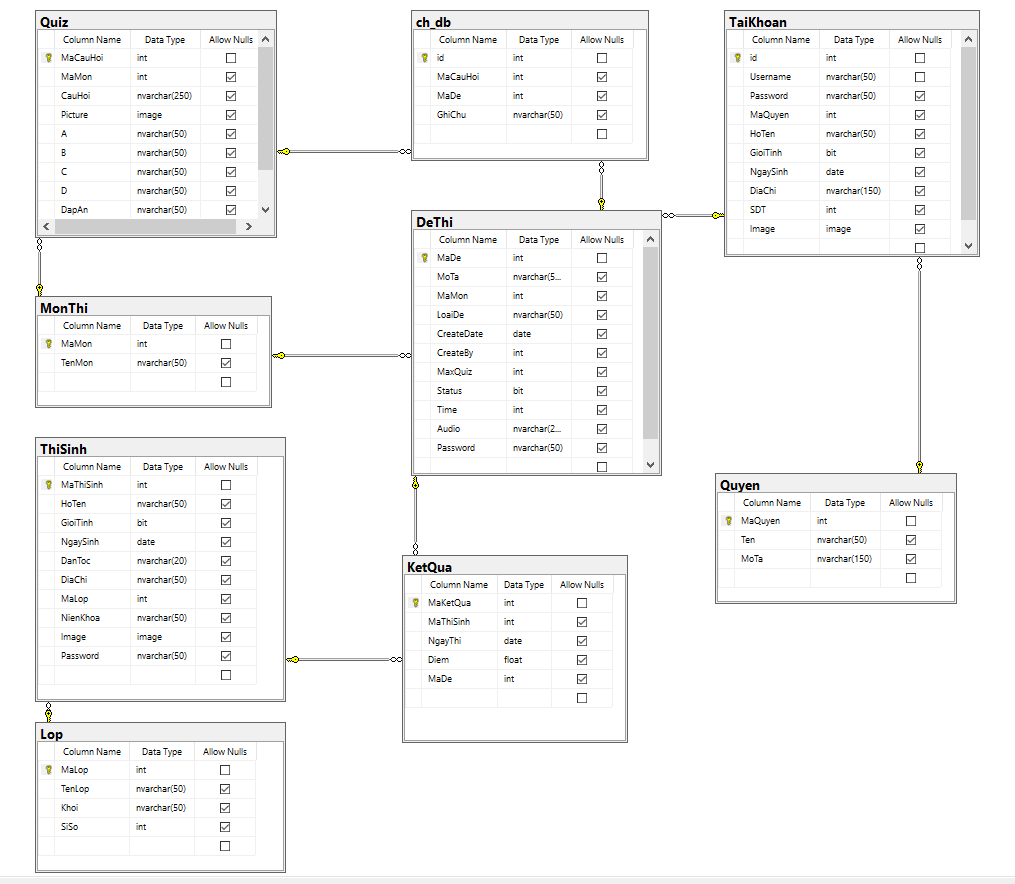 Quiz
Column Name Data Type Allow Nulls
MaCauHoi int
MaMon int
CauHoi nvarchar(250)
Picture image
A nvarchar(50)
B nvarchar(50)
C nvarchar(50)
D nvarchar(50)
DapAn nvarchar(50)
ch_db
Column Name Data Type Allow Nulls
id int
MaCauHoi int
MaDe int
GhiChu nvarchar(50)
TaiKhoan
Column Name Data Type Allow Nulls
id int
Username nvarchar(50)
Password nvarchar(50)
MaQuyen int
HoTen nvarchar(50)
GioiTinh bit
NgaySinh date
DiaChi nvarchar(150)
SDT int
Image image
DeThi
Column Name Data Type Allow Nulls
MaDe int
MoTa nvarchar(5...
MaMon int
LoaiDe nvarchar(50)
CreateDate date
CreateBy int
MaxQuiz int
Status bit
Time int
Audio nvarchar(2...
Password nvarchar(50)
MonThi
Column Name Data Type Allow Nulls
MaMon int
TenMon nvarchar(50)
ThiSinh
Column Name Data Type Allow Nulls
MaThiSinh int
HoTen nvarchar(50)
GioiTinh bit
NgaySinh date
DanToc nvarchar(20)
DiaChi nvarchar(50)
MaLop int
NienKhoa nvarchar(50)
Image image
Password nvarchar(50)
Quyen
Column Name Data Type Allow Nulls
MaQuyen int
Ten nvarchar(50)
MoTa nvarchar(150)
KetQua
Column Name Data Type Allow Nulls
MaKetQua int
MaThiSinh int
NgayThi date
Diem float
MaDe int
Lop
Column Name Data Type Allow Nulls
MaLop int
TenLop nvarchar(50)
Khoi nvarchar(50)
SiSo int